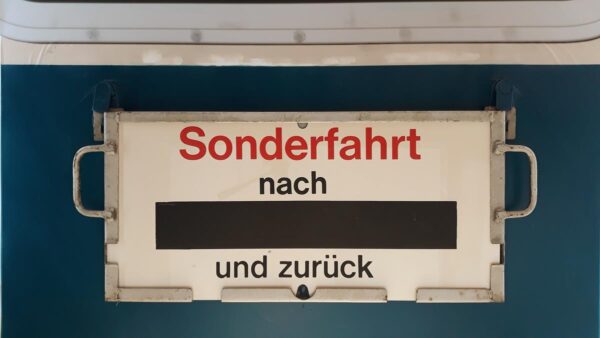 Sonderfahrt
nach
und zurück